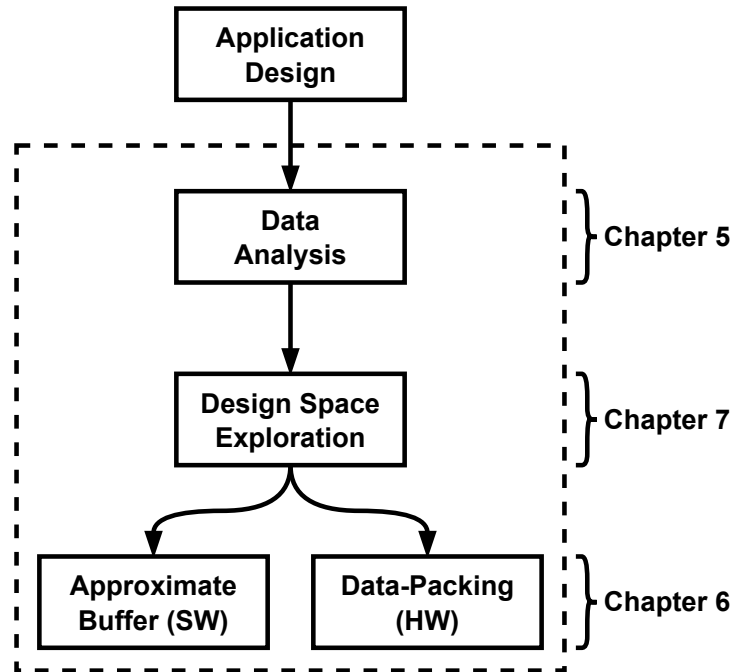 Application
Design
Data
Analysis
Chapter 5
Design Space
Exploration
Chapter 7
Approximate
Buffer (SW)
Data-Packing
(HW)
Chapter 6